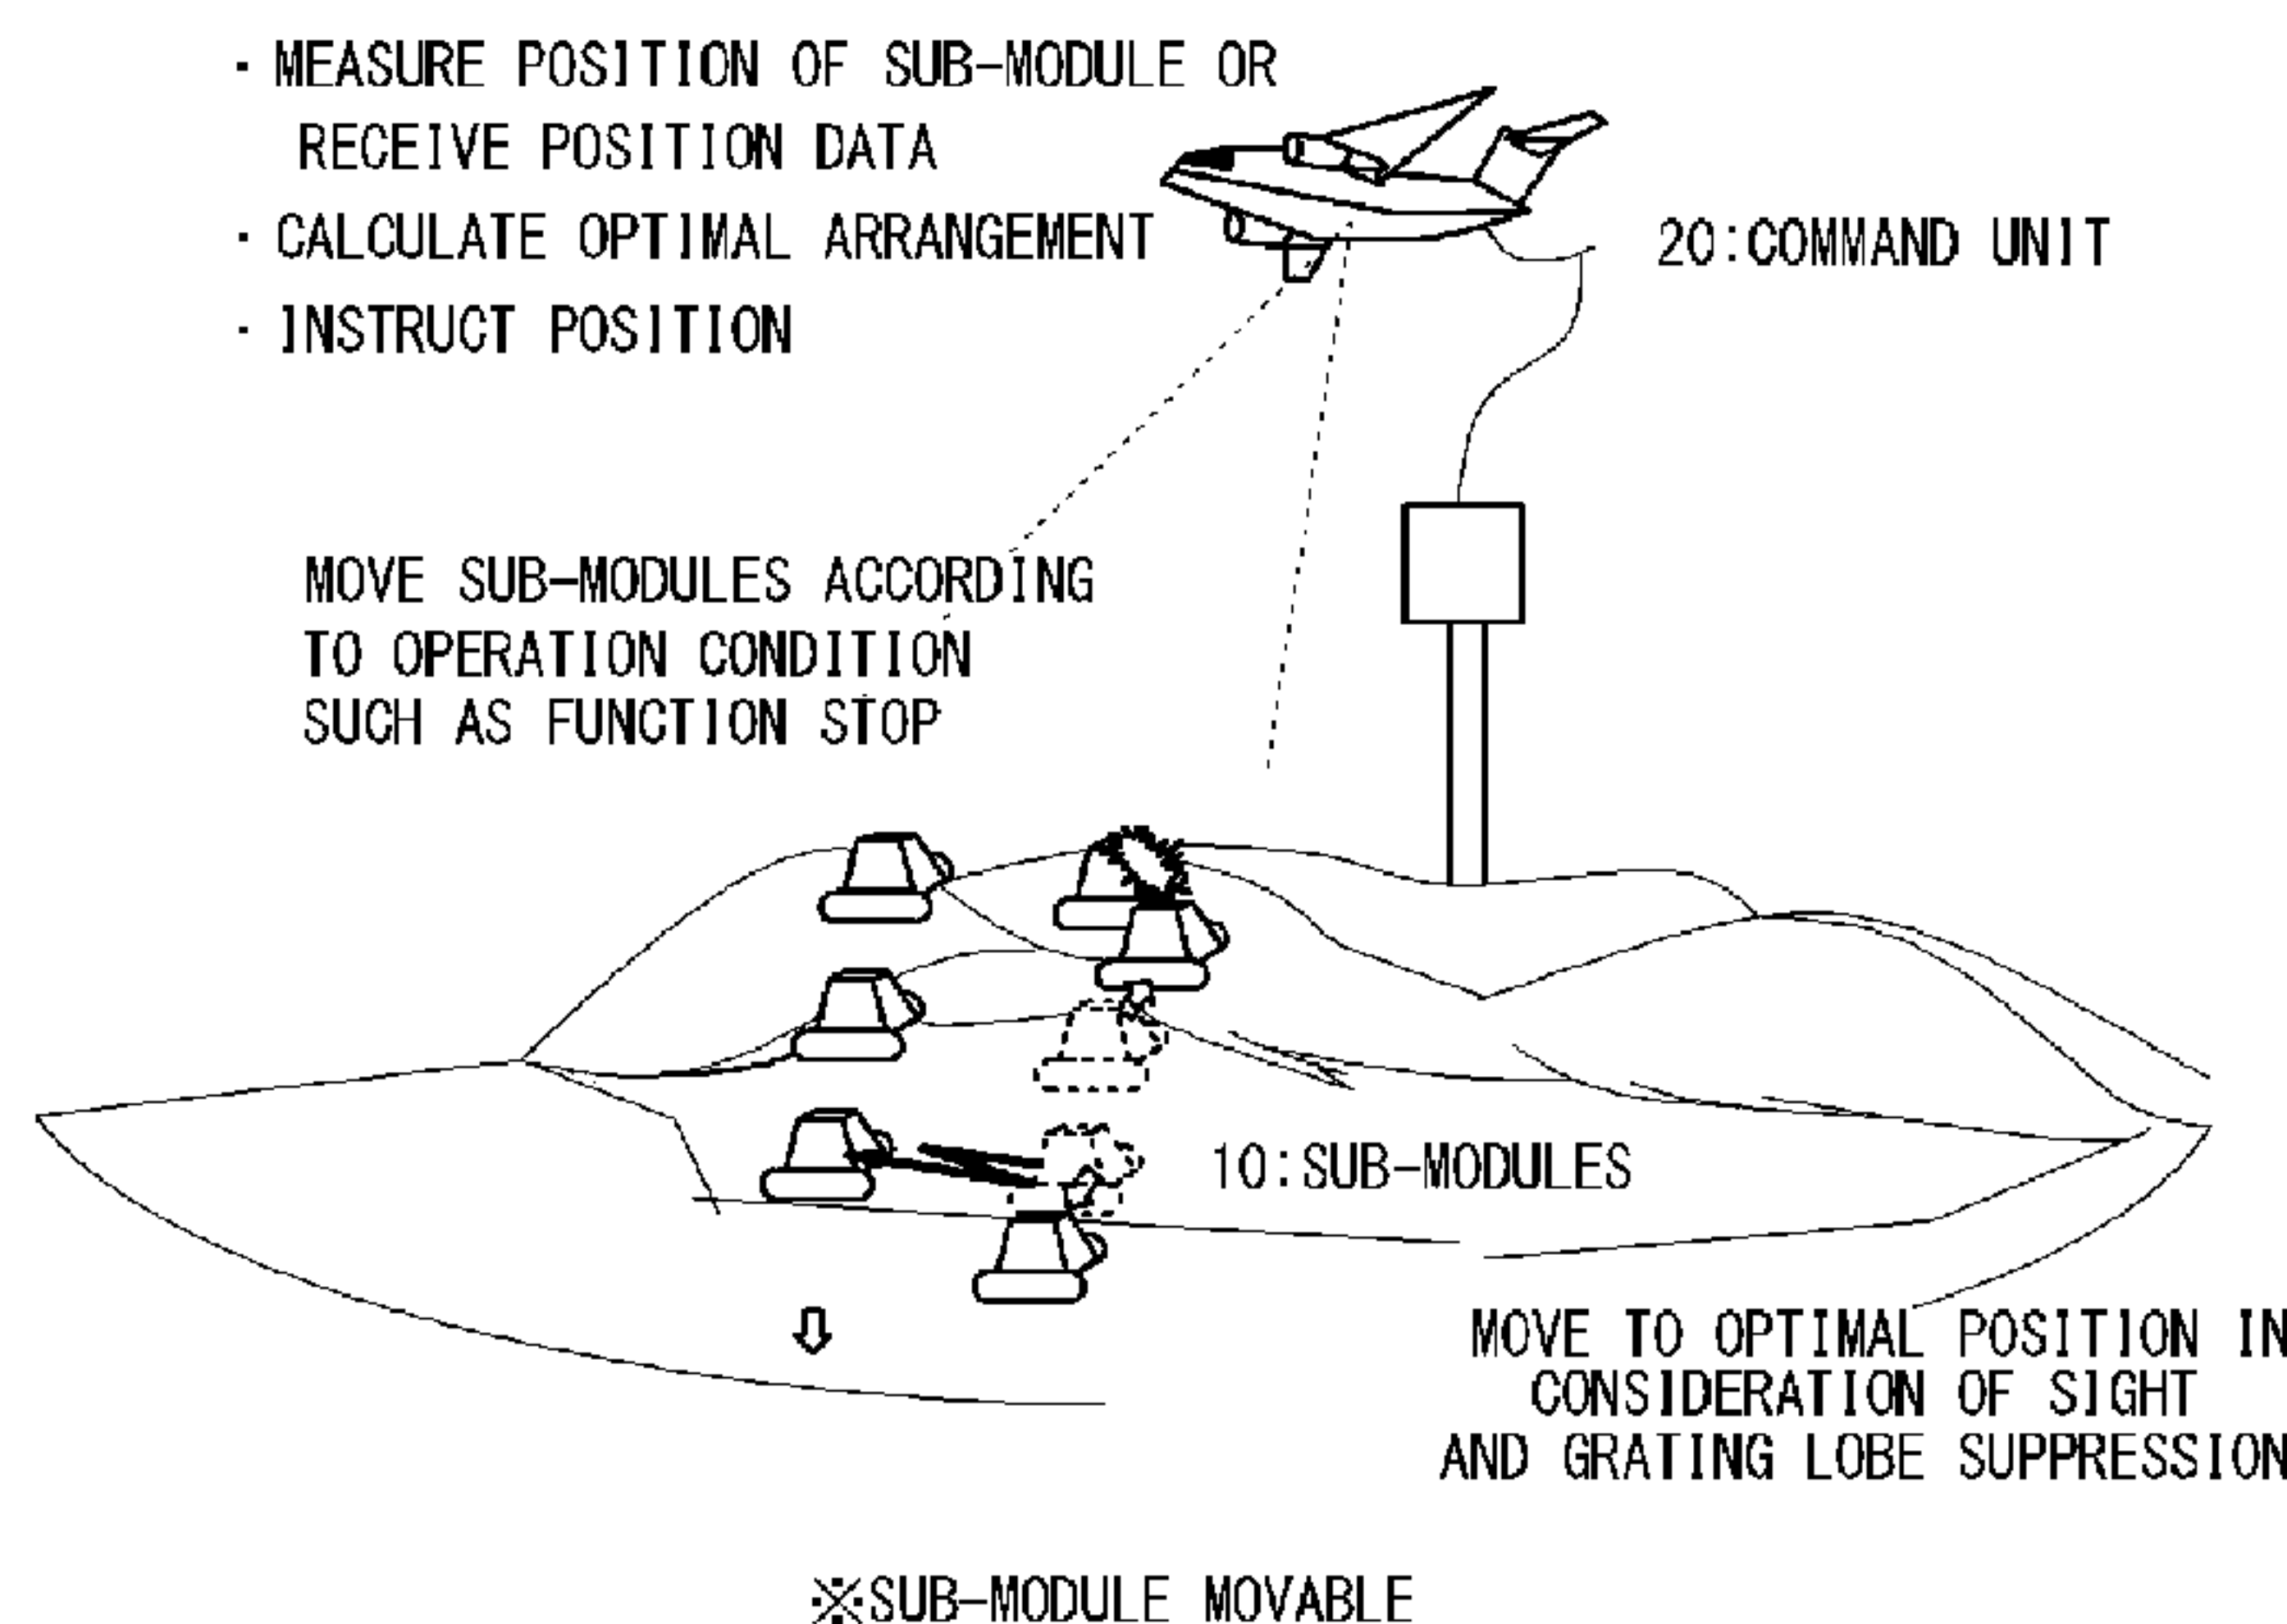 · MEASURE POSITION OF SUB-MODULE OR
RECEIVE POSITION DATA
· CALCULATE OPTIMAL ARRANGEMENT
· INSTRUCT POSITION
20:COMMAND UNIT
MOVE SUB-MODULES ACCORDING
TO OPERATION CONDITION
SUCH AS FUNCTION STOP
10:SUB-MODULES
MOVE TO OPTIMAL POSITION IN
CONSIDERATION OF SIGHT
AND GRATING LOBE SUPPRESSION
※SUB-MODULE MOVABLE